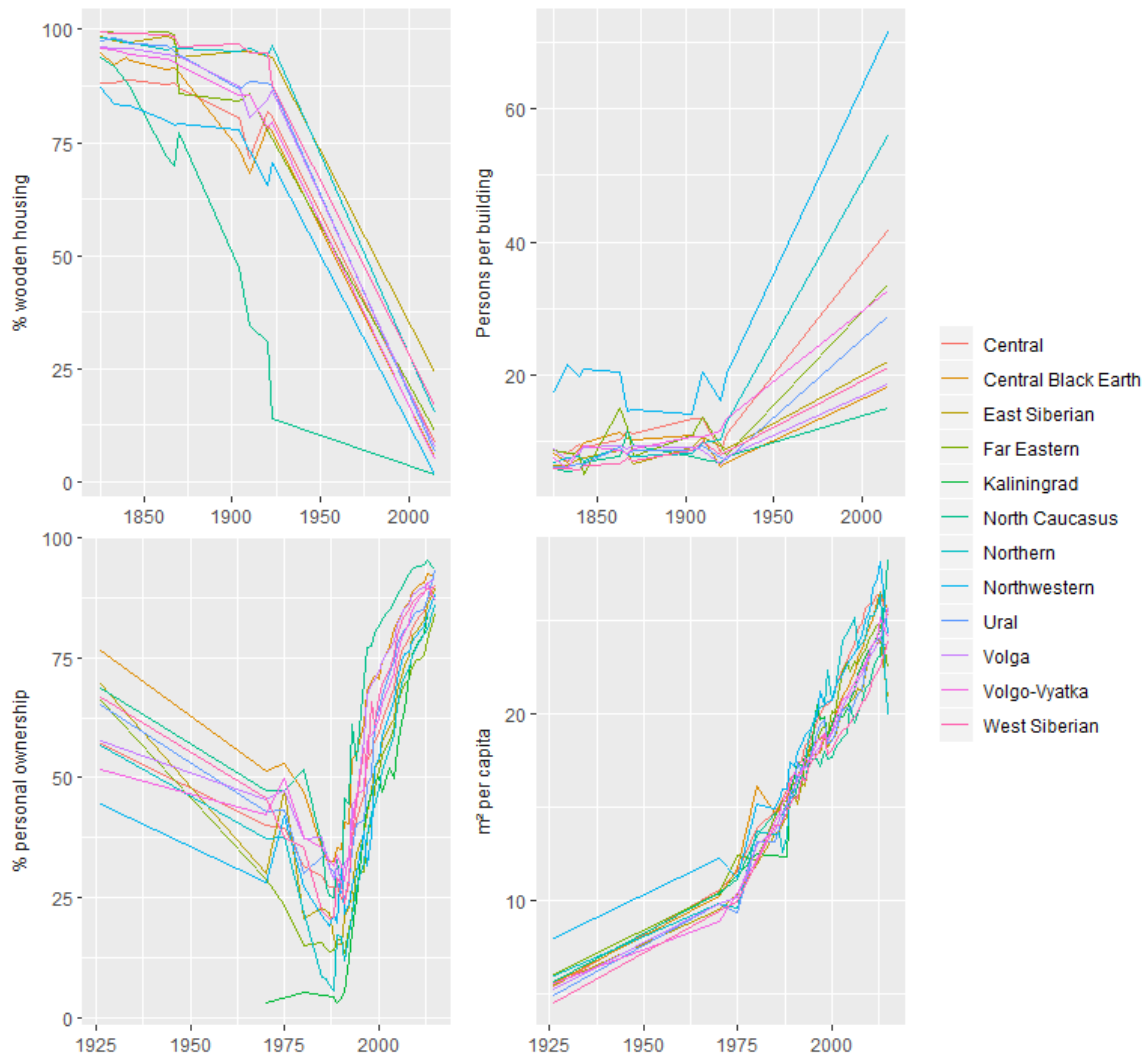 % wooden housing
100
75
50
25
0
1850
1900
1950
2000
Persons per building
60
40
20
1850
1900
1950
2000
% personal ownership
100
75
50
25
0
1925
1950
1975
2000
m² per capita
20
10
1925
1950
1975
2000
Central
Central Black Earth
East Siberian
Far Eastern
Kaliningrad
North Caucasus
Northern
Northwestern
Ural
Volga
Volgo-Vyatka
West Siberian